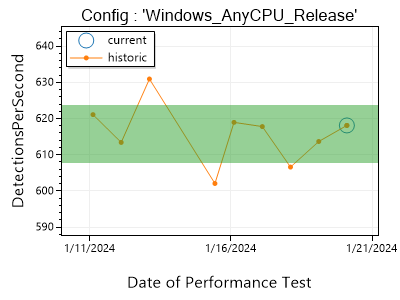 Config : 'Windows_AnyCPU_Release'
current
historic
DetectionsPerSecond
640
630
620
610
600
590
1/11/2024
1/16/2024
1/21/2024
Date of Performance Test